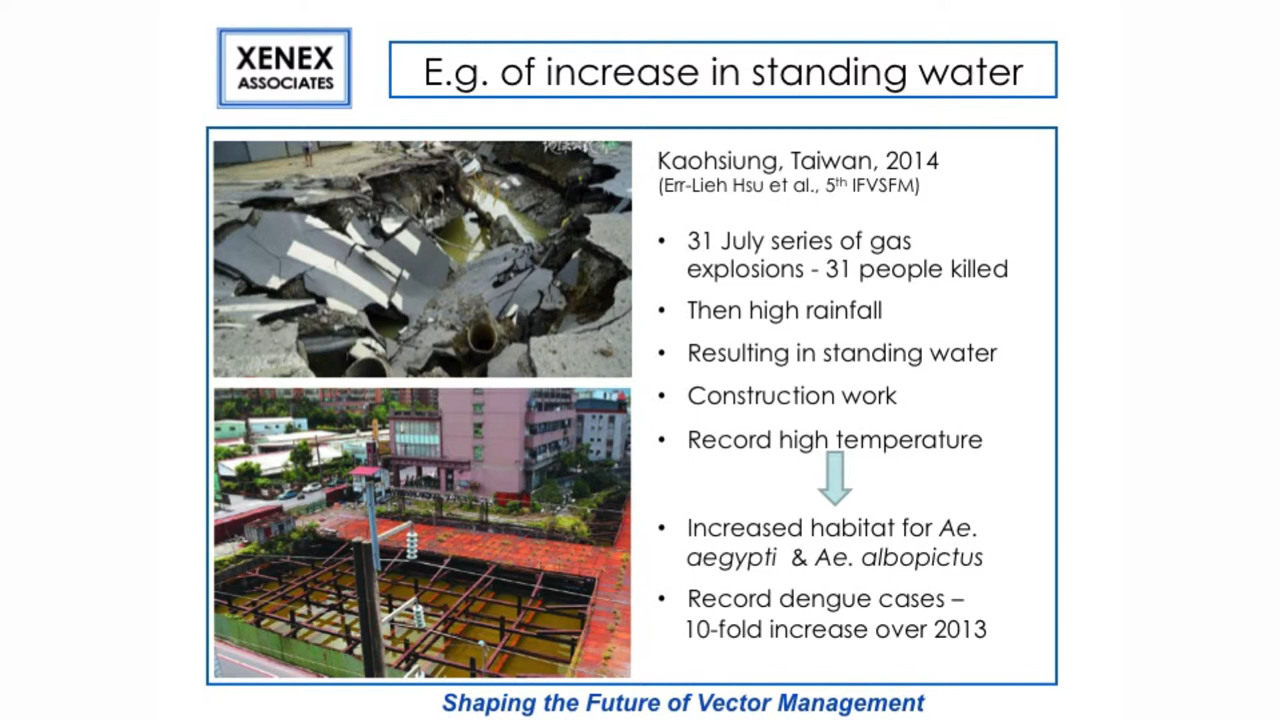 XENEX
ASSOCIATES
E.g. of increase in standing water
Kaohsiung, Taiwan, 2014
(Err-Lieh Hsu et al., 5th IFVSFM)
• 31 July series of gas
explosions - 31 people killed
• Then high rainfall
• Resulting in standing water
• Construction work
• Record high temperature
• Increased habitat for Ae.
aegypti & Ae. albopictus
• Record dengue cases –
10-fold increase over 2013
Shaping the Future of Vector Management